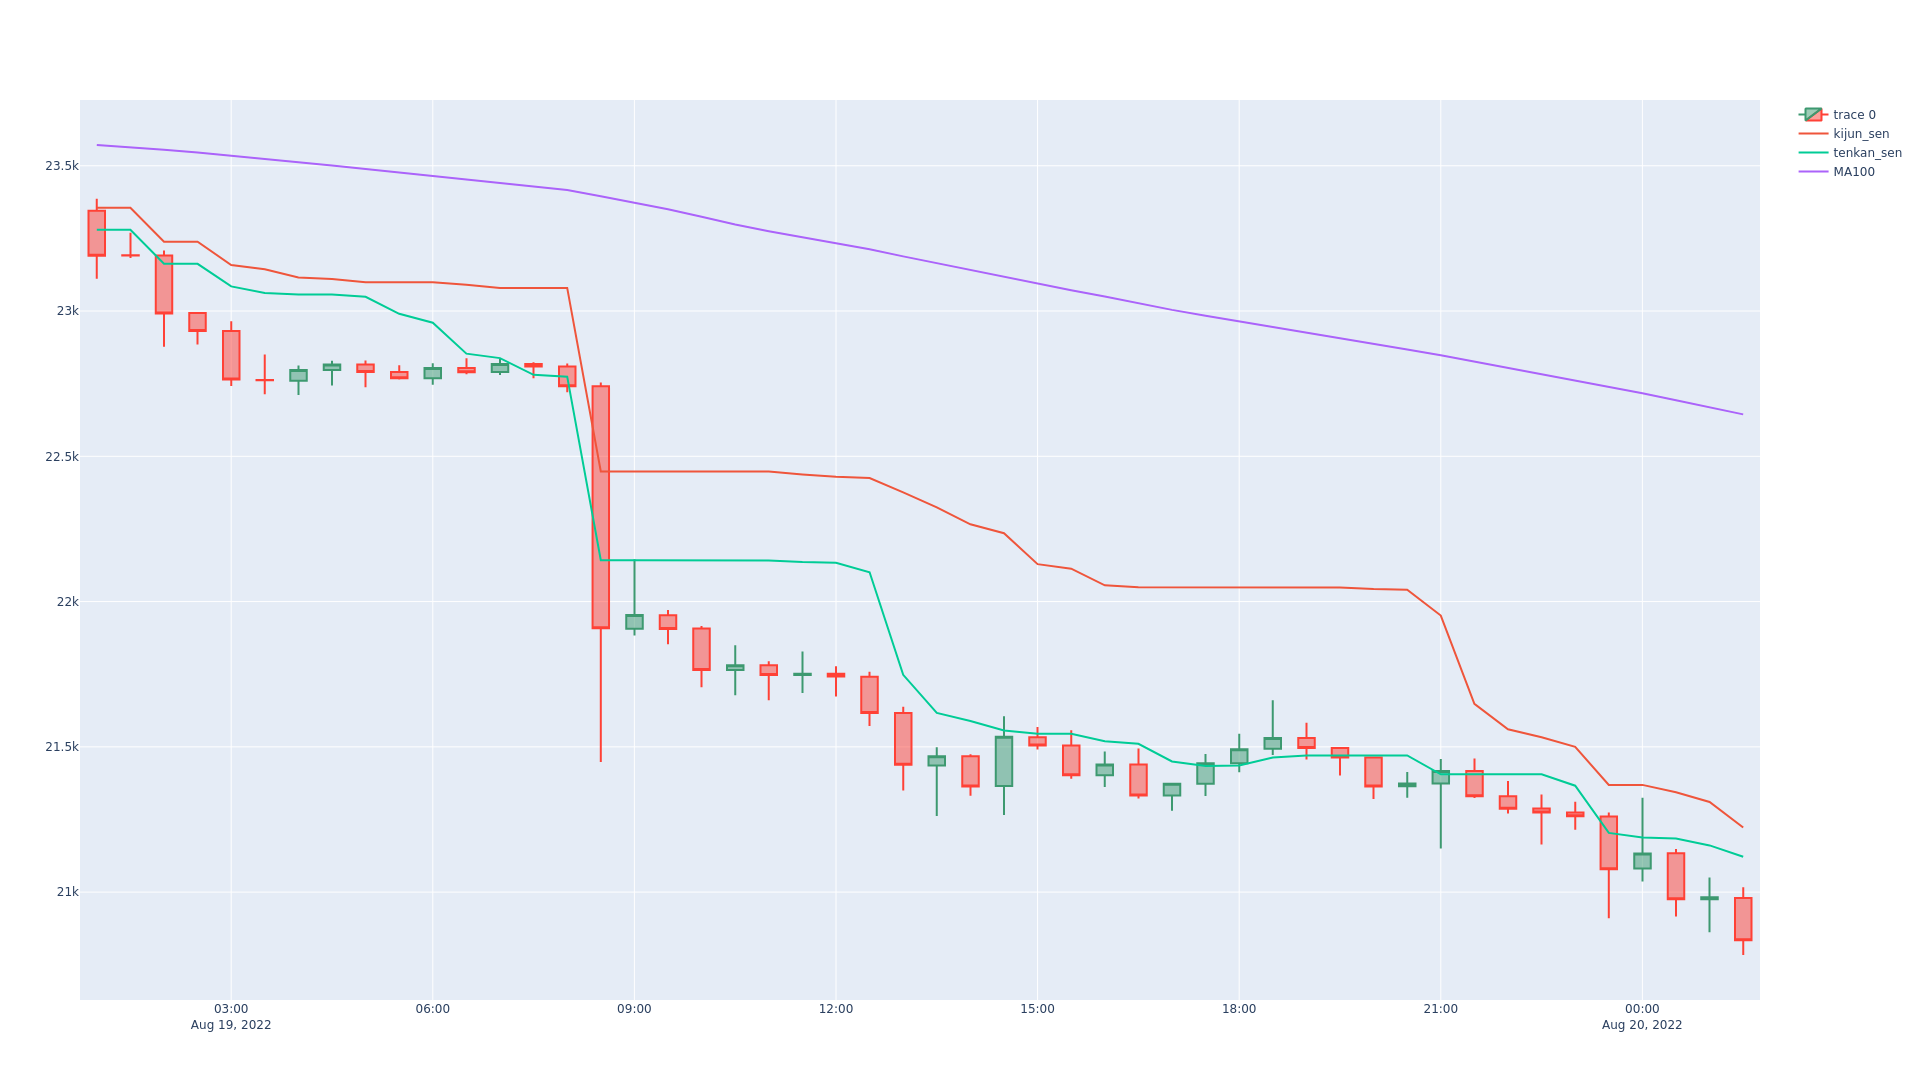 trace 0
kijun_sen
tenkan_sen
MA100
23.5k
23k
22.5k
22k
21.5k
21k
03:00 06:00 09:00 12:00 15:00 18:00 21:00 00:00
Aug 19, 2022 Aug 20, 2022